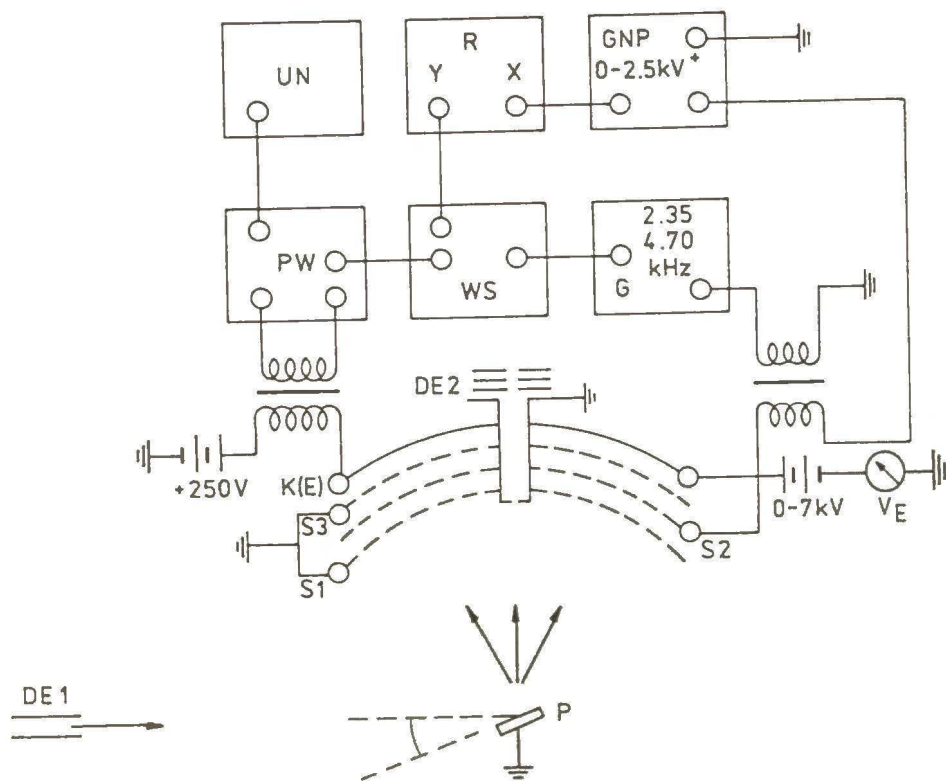 UN
R
Y X
GNP
0-2.5kV +
PW
WS
2.35
4.70
kHz
G
DE2
+250V
K(E)
S3
S1
S2
0-7kV
VE
DE1
P